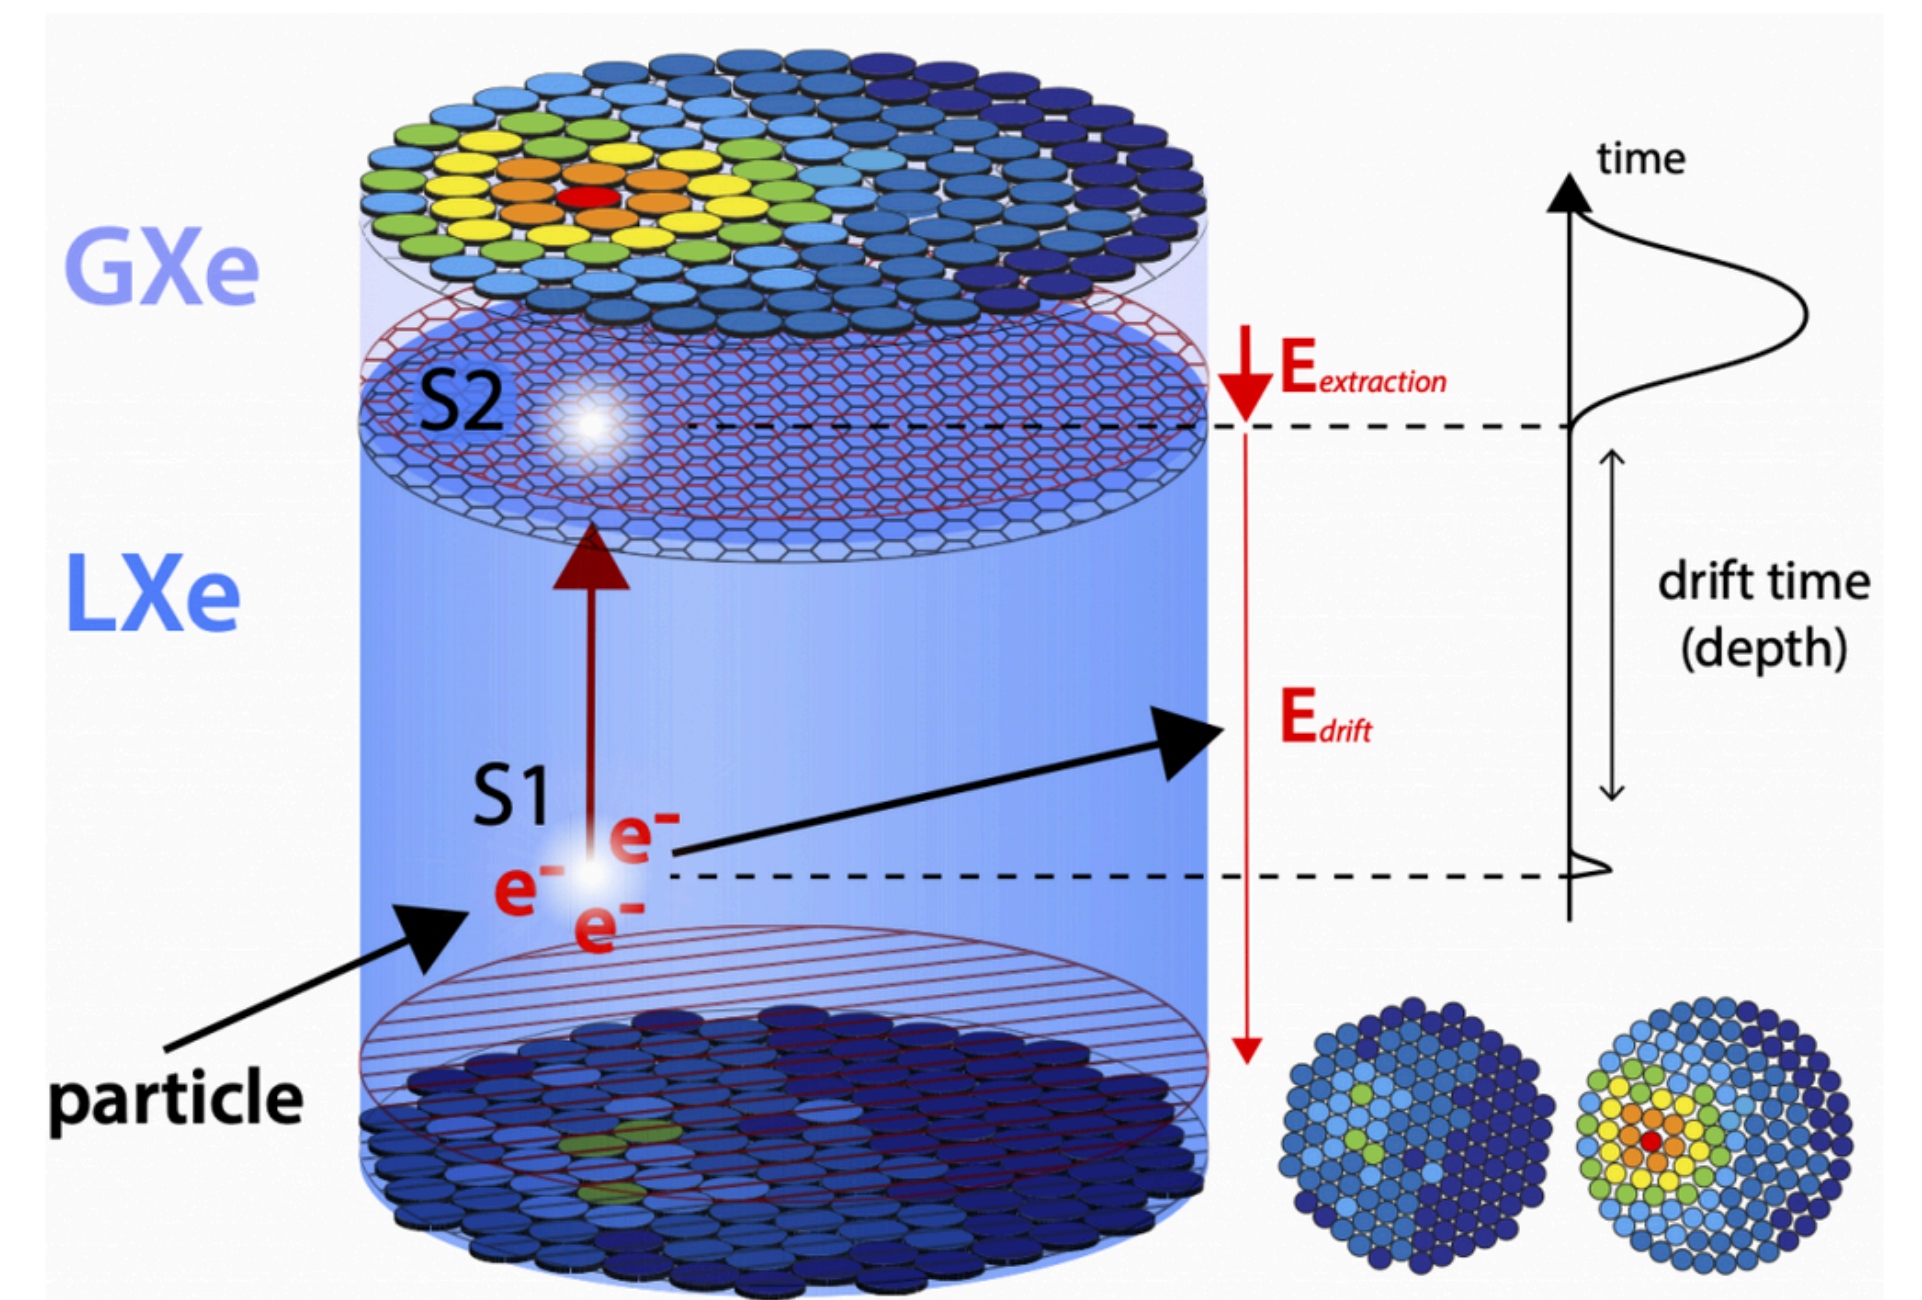 time
GXe
S2
Eextraction
LXe
drift time
(depth)
Edrift
S1
e-
e-
e-
particle